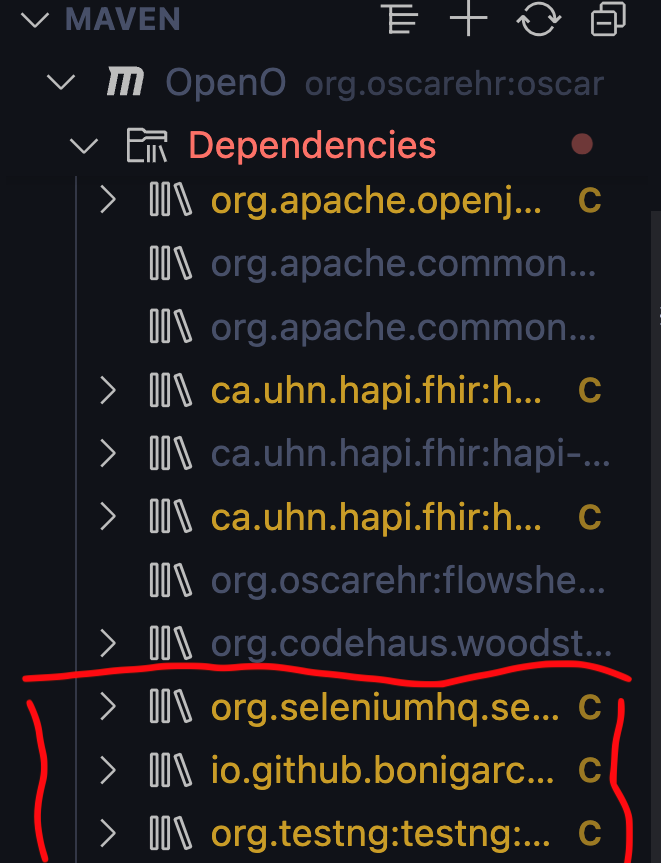 MAVEN
OpenO org.oscarehr:oscar
Dependencies
org.apache.openj... C
org.apache.common...
org.apache.common...
ca.uhn.hapi.fhir:h... C
ca.uhn.hapi.fhir:hapi-...
ca.uhn.hapi.fhir:h... C
org.oscarehr:flowshe...
org.codehaus.woodst...
org.seleniumhq.se... C
io.github.bonigarc... C
org.testng:testng:... C